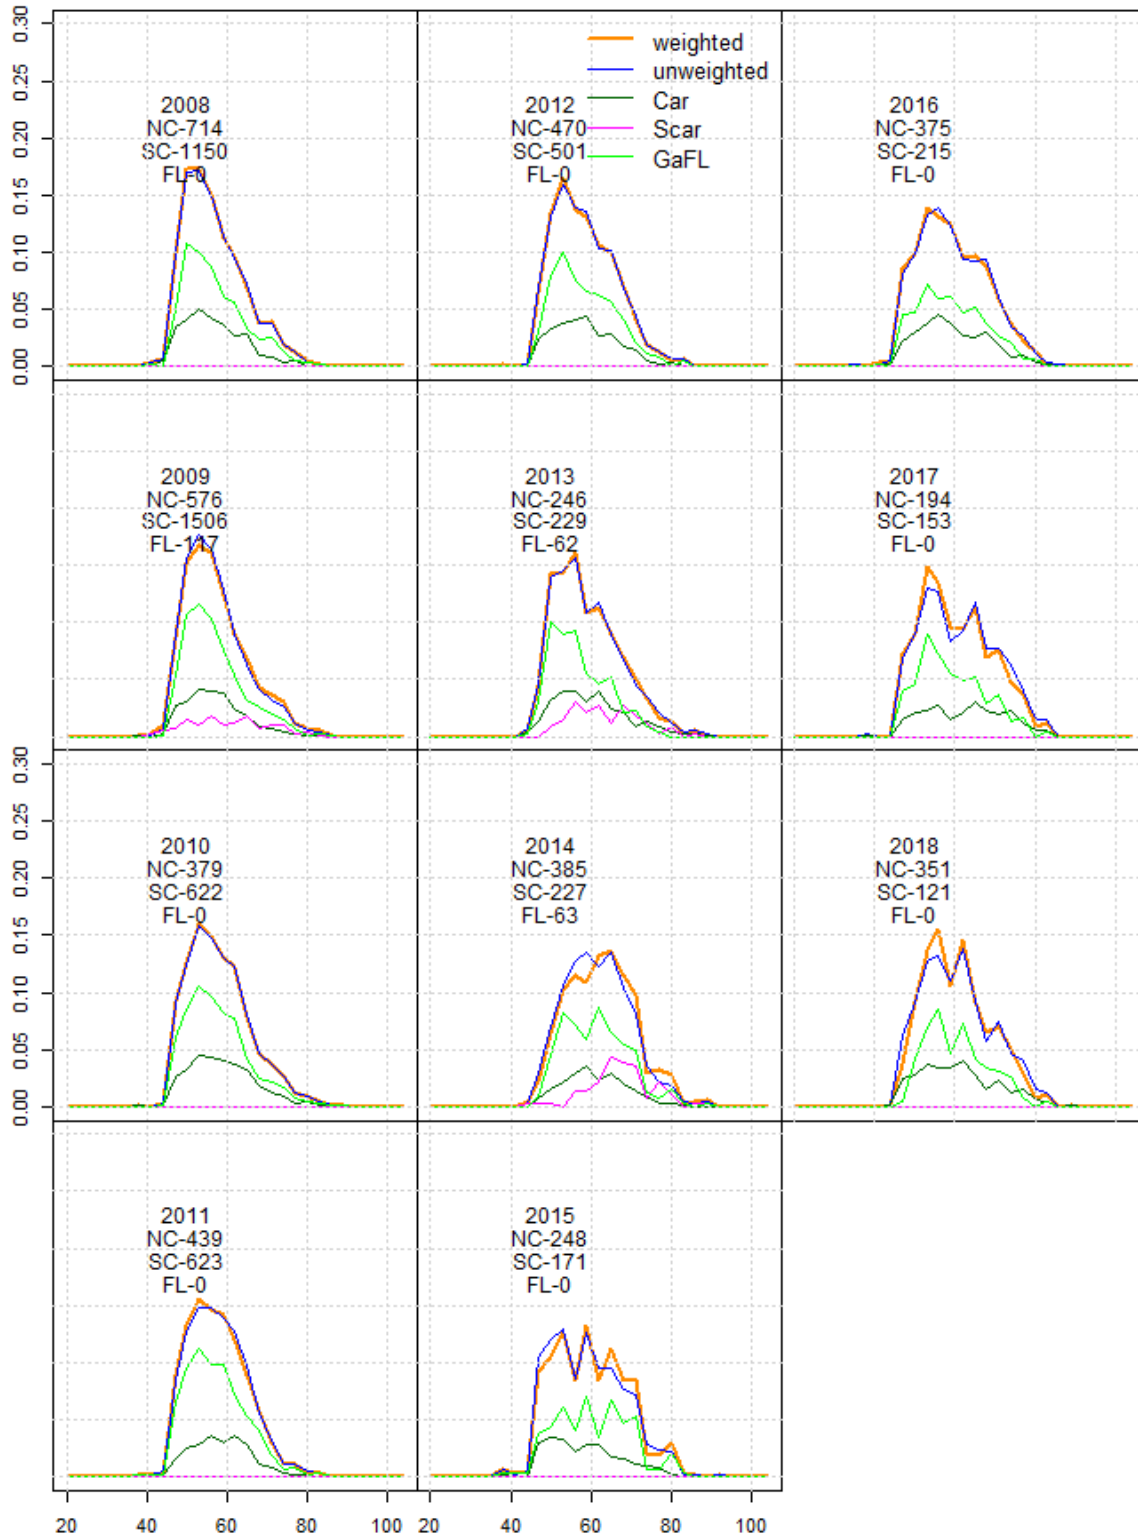 0.30
0.25
0.20
0.15
0.10
0.05
0.00
2008
NC-714
SC-1150
FL-0
2012
NC-470
SC-501
FL-0
weighted
unweighted
Car
Scar
GaFL
2016
NC-375
SC-215
FL-0
2009
NC-576
SC-1506
FL-117
2013
NC-246
SC-229
FL-62
2017
NC-194
SC-153
FL-0
0.30
0.25
0.20
0.15
0.10
0.05
0.00
2010
NC-379
SC-622
FL-0
2014
NC-385
SC-227
FL-63
2018
NC-351
SC-121
FL-0
2011
NC-439
SC-623
FL-0
2015
NC-248
SC-171
FL-0
20 40 60 80 100
20 40 60 80 100